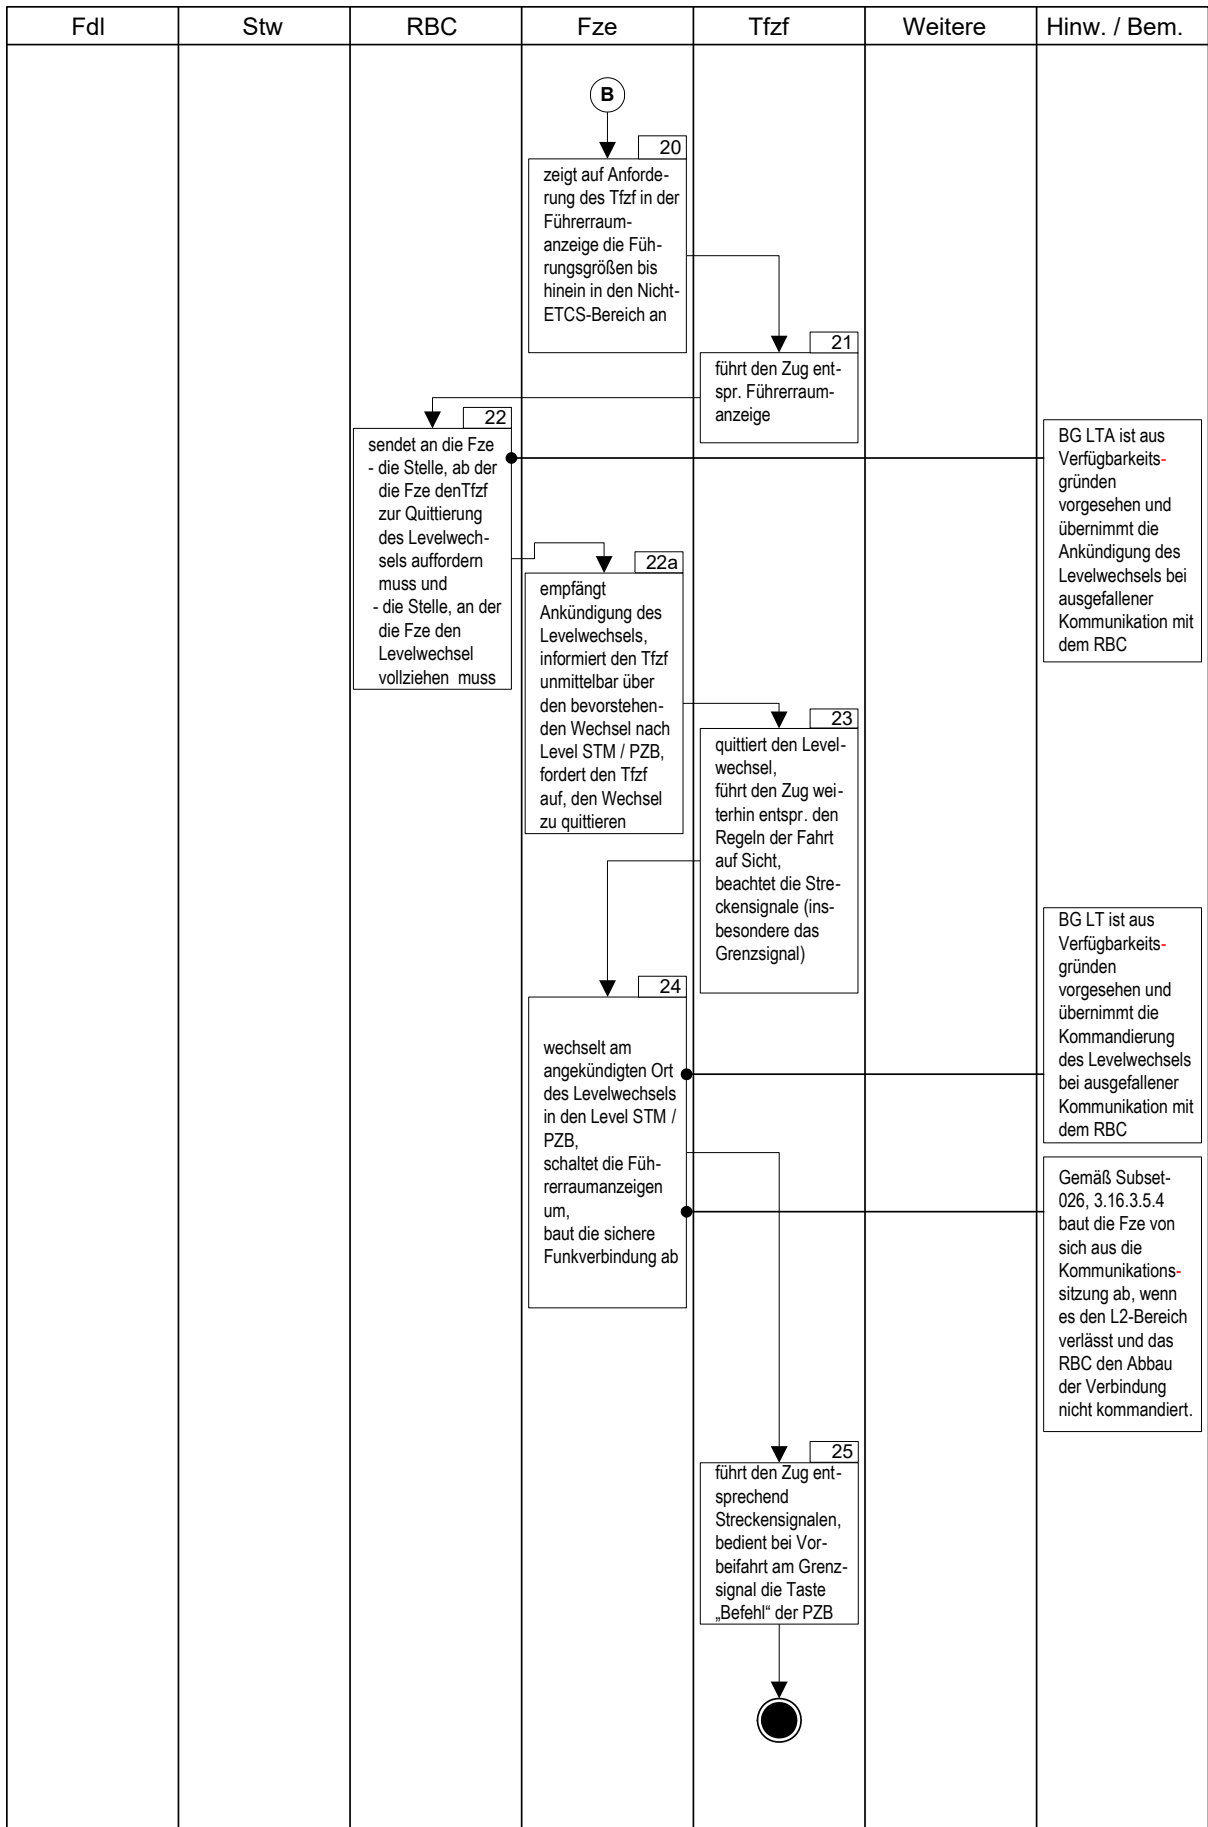 Fdl
Stw
RBC
Fze
Tfzf
Weitere
Hinw. / Bem.
B
20
zeigt auf Anforde-
rung des Tfzf in der
Führerraum-
anzeige die Füh-
rungsgrößen bis
hinein in den Nicht-
ETCS-Bereich an
21
führt den Zug ent-
spr. Führerraum-
anzeige
22
sendet an die Fze
- die Stelle, ab der
die Fze denTfzf
zur Quittierung
des Levelwech-
sels auffordern
muss und
- die Stelle, an der
die Fze den
Levelwechsel
vollziehen muss
BG LTA ist aus
Verfügbarkeits-
gründen
vorgesehen und
übernimmt die
Ankündigung des
Levelwechsels bei
ausgefallener
Kommunikation mit
dem RBC
22a
empfängt
Ankündigung des
Levelwechsels,
informiert den Tfzf
unmittelbar über
den bevorstehen-
den Wechsel nach
Level STM / PZB,
fordert den Tfzf
auf, den Wechsel
zu quittieren
23
quittiert den Level-
wechsel,
führt den Zug wei-
terhin entspr. den
Regeln der Fahrt
auf Sicht,
beachtet die Stre-
ckensignale (ins-
besondere das
Grenzsignal)
24
wechselt am
angekündigten Ort
des Levelwechsels
in den Level STM /
PZB,
schaltet die Füh-
rerraumanzeigen
um,
baut die sichere
Funkverbindung ab
BG LT ist aus
Verfügbarkeits-
gründen
vorgesehen und
übernimmt die
Kommandierung
des Levelwechsels
bei ausgefallener
Kommunikation mit
dem RBC
Gemäß Subset-
026, 3.16.3.5.4
baut die Fze von
sich aus die
Kommunikations-
sitzung ab, wenn
es den L2-Bereich
verlässt und das
RBC den Abbau
der Verbindung
nicht kommandiert.
25
führt den Zug ent-
sprechend
Streckensignalen,
bedient bei Vor-
beifahrt am Grenz-
signal die Taste
„Befehl“ der PZB